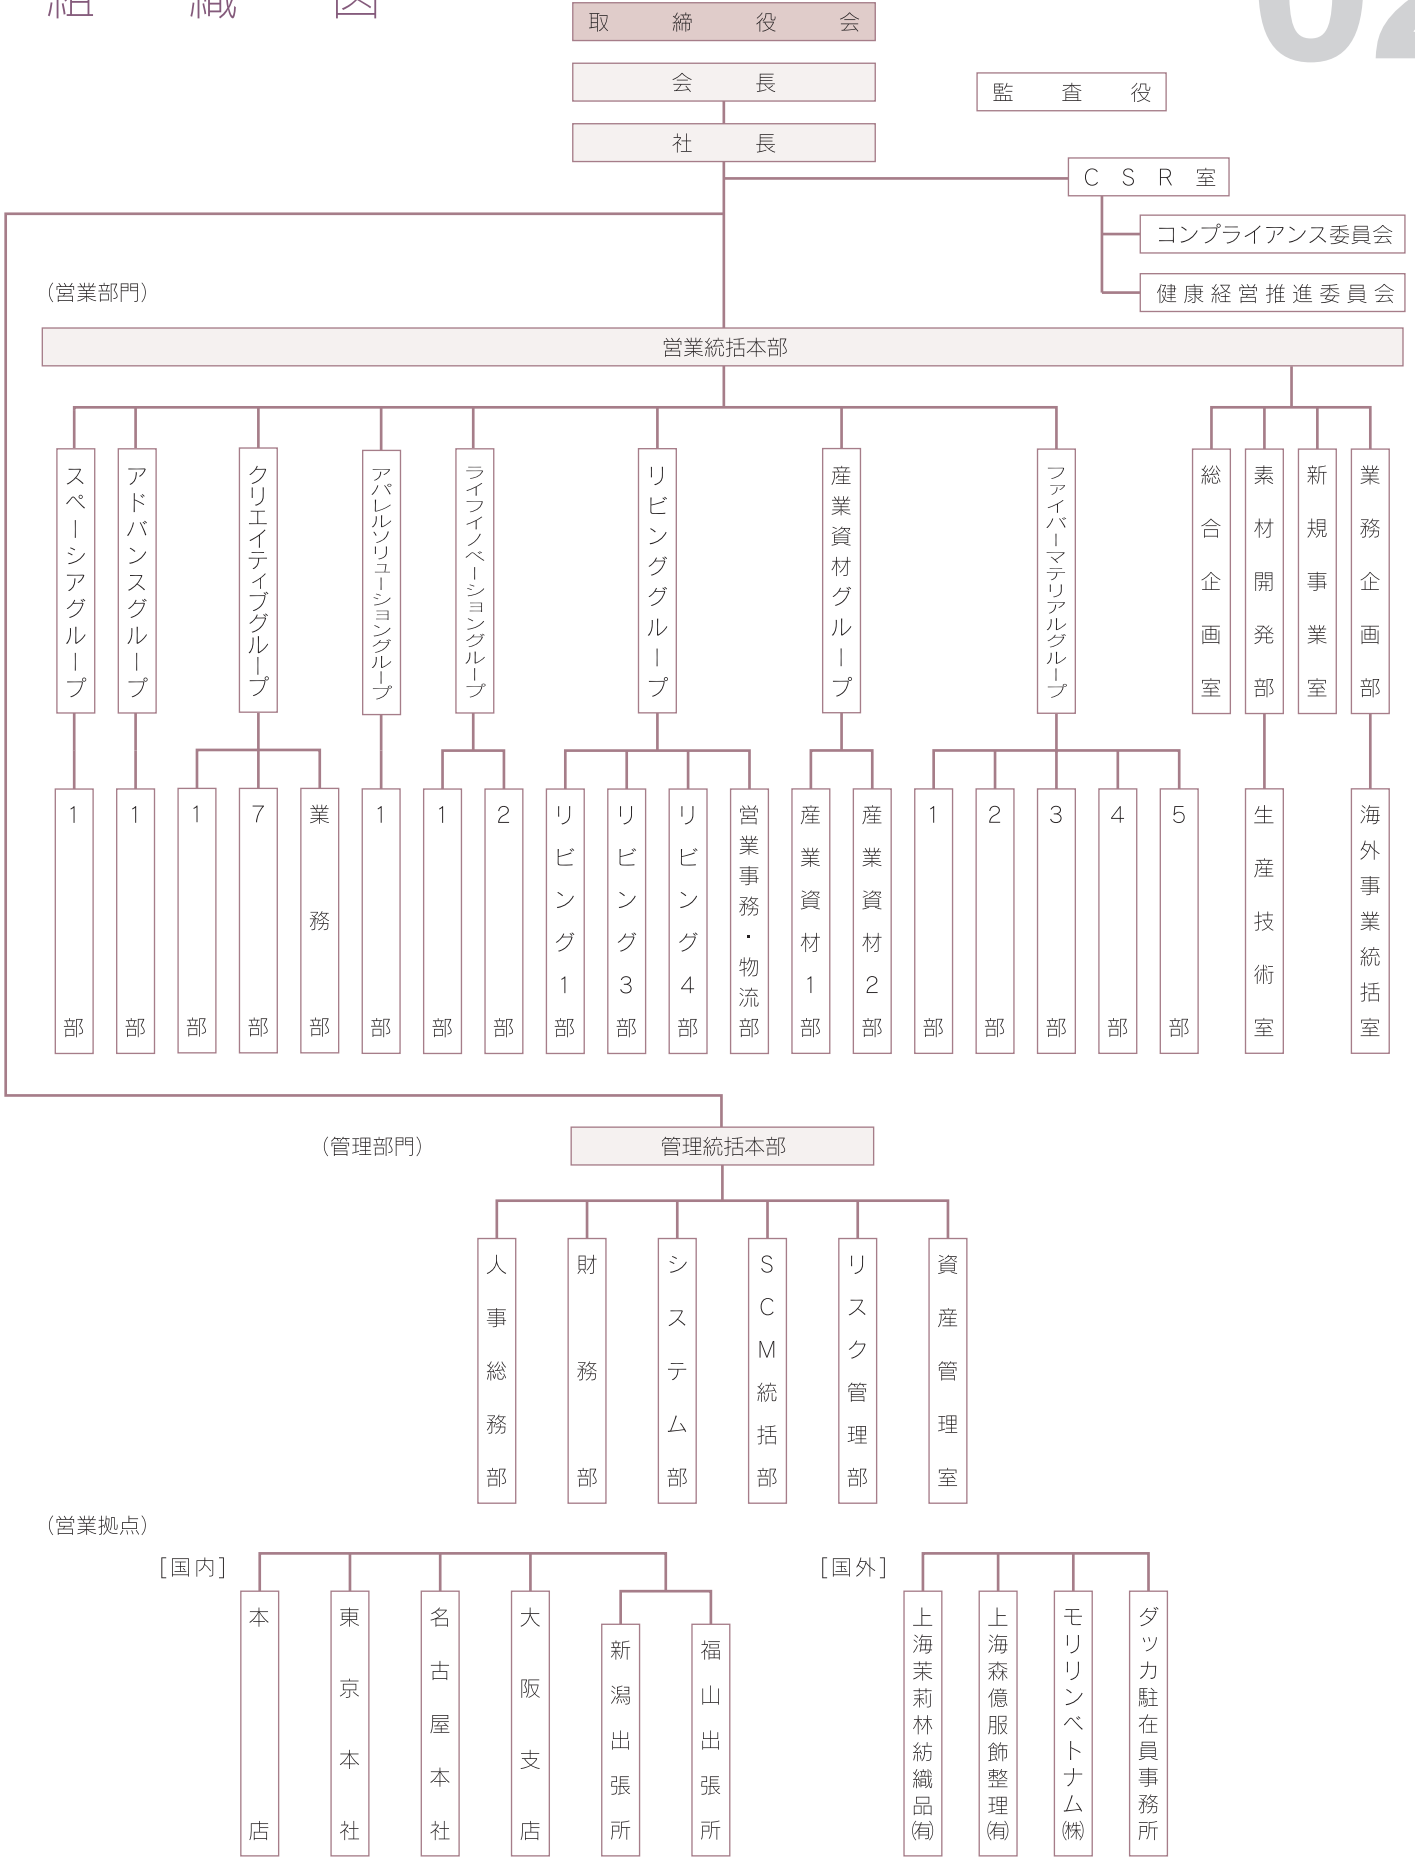 組織図
02
取締役会
会長
監査役
社長
CSR室
コンプライアンス委員会
健康経営推進委員会
(営業部門)
営業統括本部
スペーシアグループ
アドバンスグループ
クリエイティブグループ
アパレルソリューショングループ
ライフイノベーショングループ
リビンググループ
産業資材グループ
ファイバーマテリアルグループ
総合企画室
素材開発部
新規事業室
業務企画部
1部
1部
1部
7部
業務部
1部
1部
2部
リビング1部
リビング3部
リビング4部
営業事務・物流部
産業資材1部
産業資材2部
1部
2部
3部
4部
5部
生産技術室
海外事業統括室
(管理部門)
管理統括本部
人事総務部
財務部
システム部
SCM統括部
リスク管理部
資産管理室
(営業拠点)
[国内]
本店
東京本社
名古屋本社
大阪支店
新潟出張所
福山出張所
[国外]
上海茉莉林紡織品㈲
上海森億服飾整理㈲
モリリンベトナム㈱
ダッカ駐在員事務所